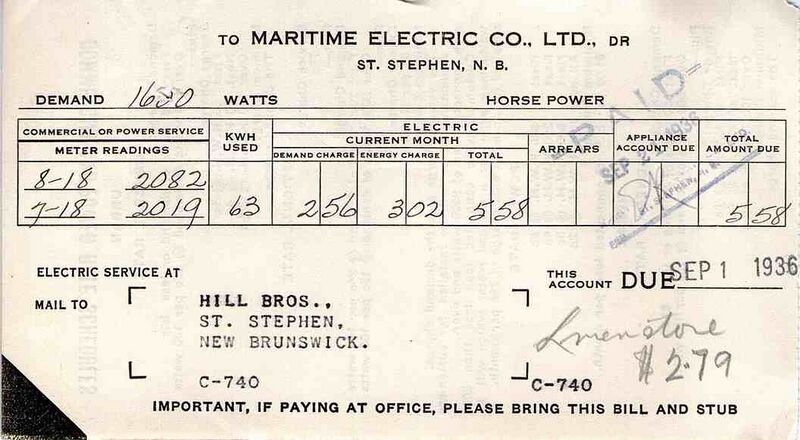 TO MARITIME ELECTRIC CO., LTD., DR
ST. STEPHEN, N. B.
DEMAND 1650 WATTS HORSE POWER
COMMERCIAL OR POWER SERVICE
METER READINGS
KWH USED
ELECTRIC
CURRENT MONTH
DEMAND CHARGE ENERGY CHARGE TOTAL
ARREARS
APPLIANCE ACCOUNT DUE
TOTAL AMOUNT DUE
PAID
SEP 21 1936
8-18 2082
7-18 2019 63 2 56 3 02 5 58 5 58
ELECTRIC SERVICE AT
THIS ACCOUNT DUE SEP 1 1936
MAIL TO
HILL BROS.,
ST. STEPHEN,
NEW BRUNSWICK.
$2.79
C-740 C-740
IMPORTANT, IF PAYING AT OFFICE, PLEASE BRING THIS BILL AND STUB